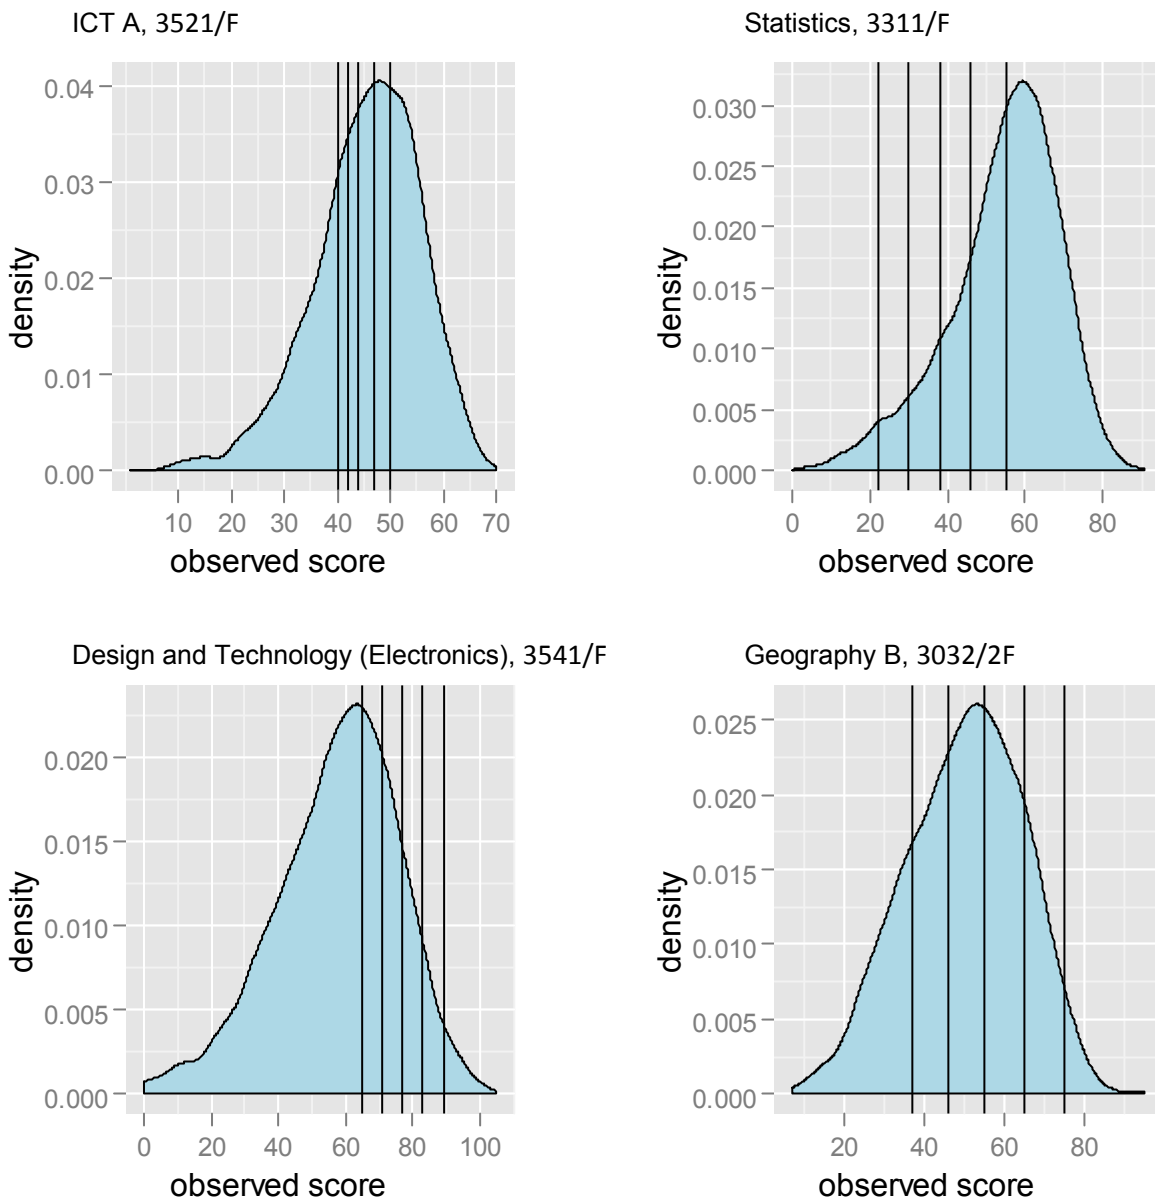 ICT A, 3521/F
density
0.04
0.03
0.02
0.01
0.00
10 20 30 40 50 60 70
observed score
Statistics, 3311/F
density
0.030
0.025
0.020
0.015
0.010
0.005
0.000
0 20 40 60 80
observed score
Design and Technology (Electronics), 3541/F
density
0.020
0.015
0.010
0.005
0.000
0 20 40 60 80 100
observed score
Geography B, 3032/2F
density
0.025
0.020
0.015
0.010
0.005
0.000
20 40 60 80
observed score